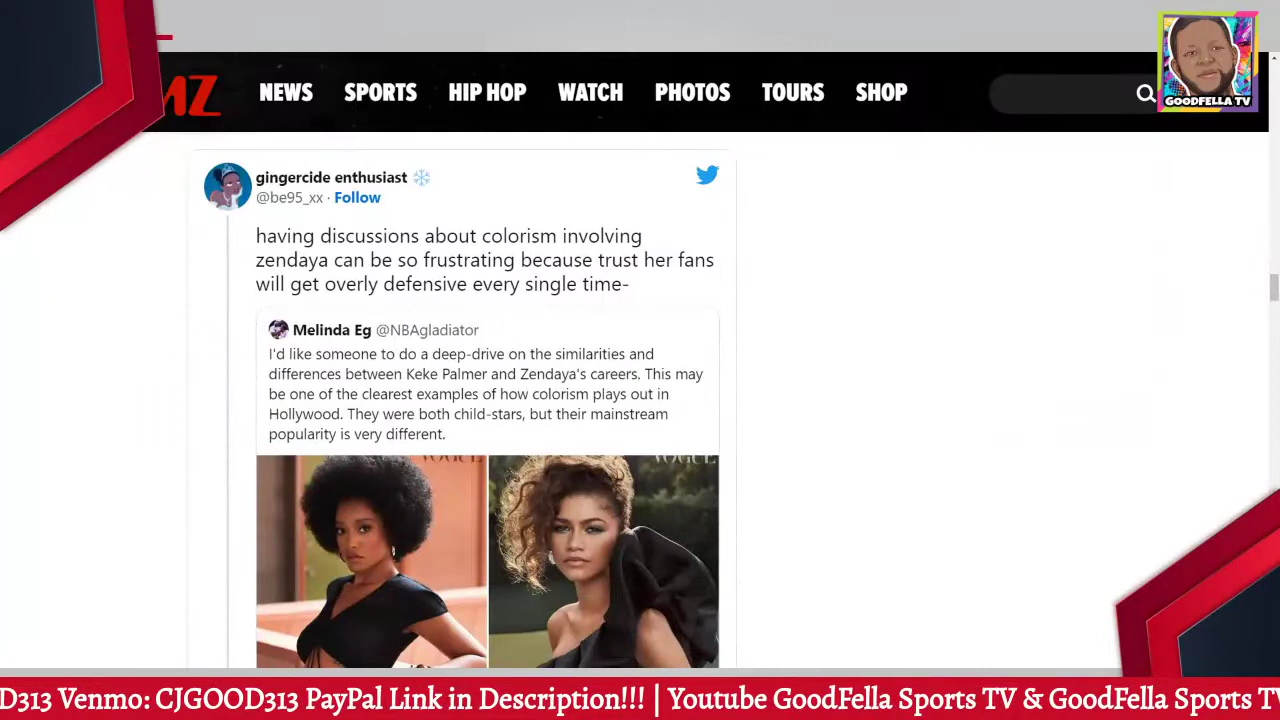 MZ
NEWS SPORTS HIP HOP WATCH PHOTOS TOURS SHOP
GOODFELLA TV
gingercide enthusiast
@be95_xx · Follow
having discussions about colorism involving
zendaya can be so frustrating because trust her fans
will get overly defensive every single time-
Melinda Eg @NBAgladiator
I'd like someone to do a deep-drive on the similarities and
differences between Keke Palmer and Zendaya's careers. This may
be one of the clearest examples of how colorism plays out in
Hollywood. They were both child-stars, but their mainstream
popularity is very different.
VOGUE VOGUE
D313 Venmo: CJGOOD313 PayPal Link in Description!!! | Youtube GoodFella Sports TV & GoodFella Sports TV